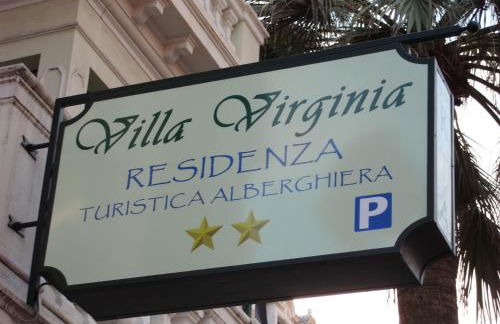 Villa Virginia
RESIDENZA
TURISTICA ALBERGHIERA
P